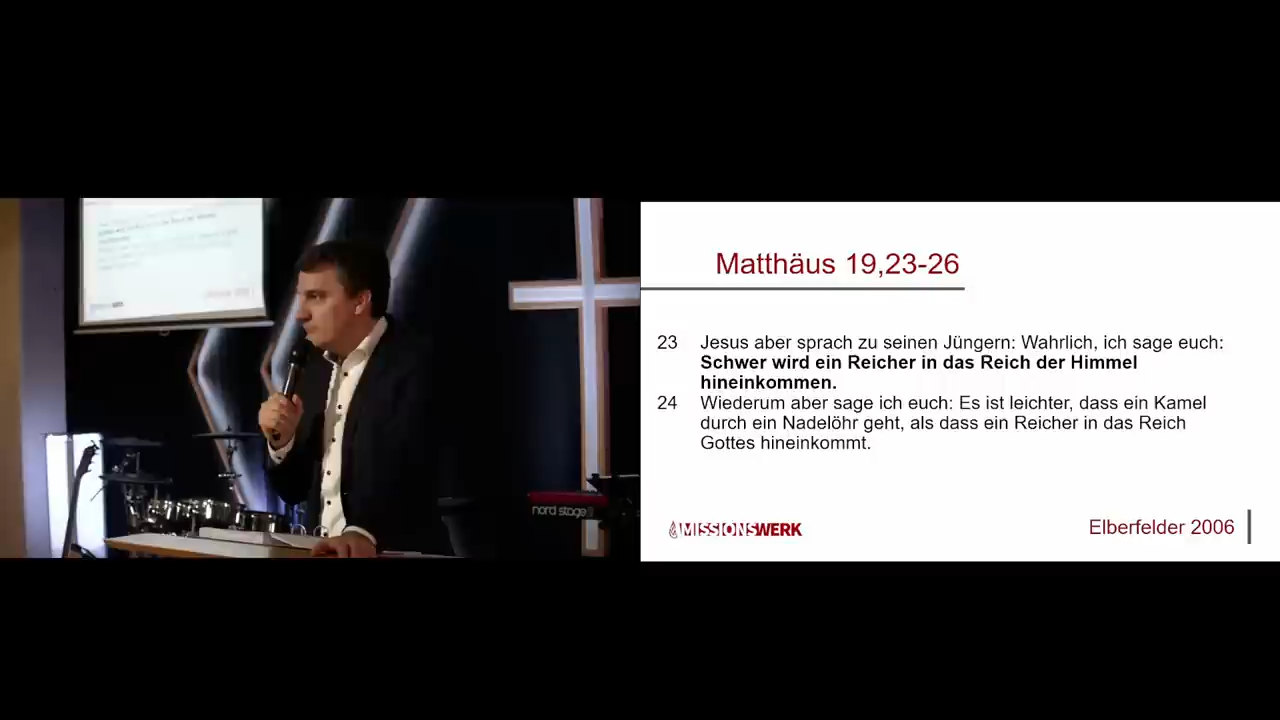 nord stage
Matthäus 19,23-26
23 Jesus aber sprach zu seinen Jüngern: Wahrlich, ich sage euch:
Schwer wird ein Reicher in das Reich der Himmel
hineinkommen.
24 Wiederum aber sage ich euch: Es ist leichter, dass ein Kamel
durch ein Nadelöhr geht, als dass ein Reicher in das Reich
Gottes hineinkommt.
MISSIONSWERK
Elberfelder 2006